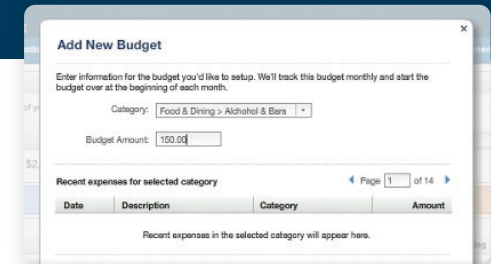 ×
Add New Budget
Enter information for the budget you'd like to setup. We'll track this budget monthly and start the
budget over at the beginning of each month.
Category: Food & Dining > Alchohol & Bars
Budget Amount: 150.00
$2,
Recent expenses for selected category Page 1 of 14
Date Description Category Amount
Recent expenses in the selected category will appear here.